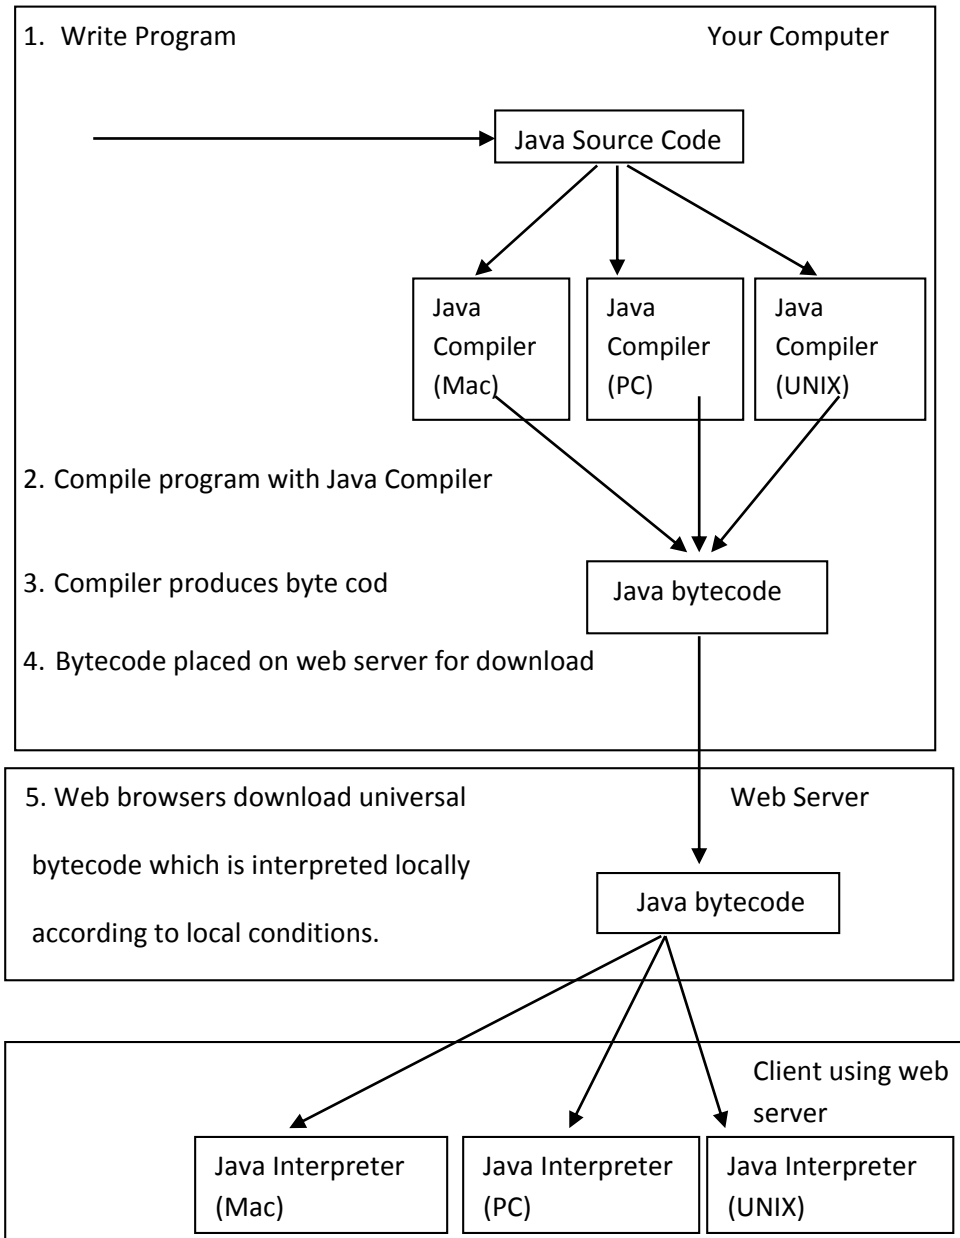 1. Write Program
Your Computer
Java Source Code
Java
Compiler
(Mac)
Java
Compiler
(PC)
Java
Compiler
(UNIX)
2. Compile program with Java Compiler
3. Compiler produces byte cod
Java bytecode
4. Bytecode placed on web server for download
5. Web browsers download universal
bytecode which is interpreted locally
according to local conditions.
Web Server
Java bytecode
Client using web
server
Java Interpreter
(Mac)
Java Interpreter
(PC)
Java Interpreter
(UNIX)